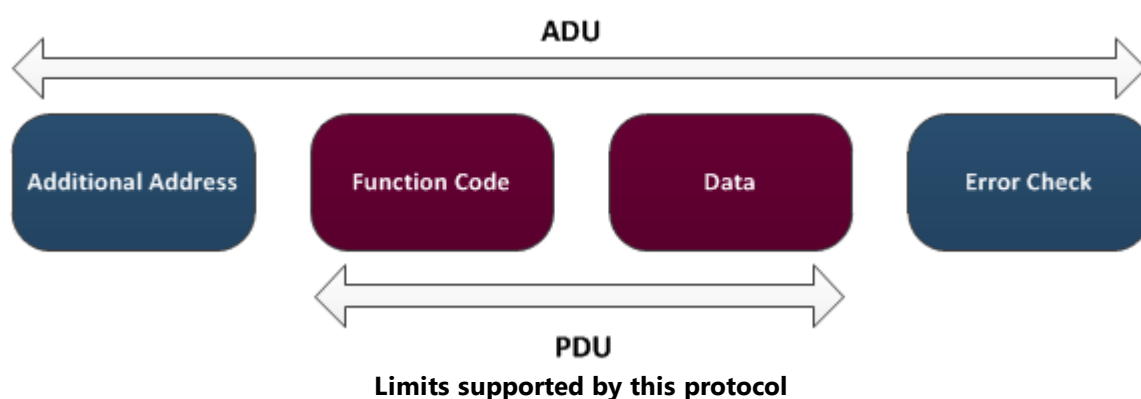 ADU
Additional Address
Function Code
Data
Error Check
PDU
Limits supported by this protocol